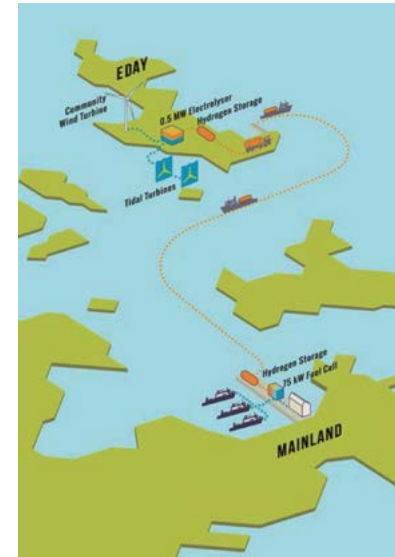 EDAY
Community
Wind Turbine
0.5 MW Electrolyser
Hydrogen Storage
Tidal Turbines
Hydrogen Storage
75 kW Fuel Cell
MAINLAND